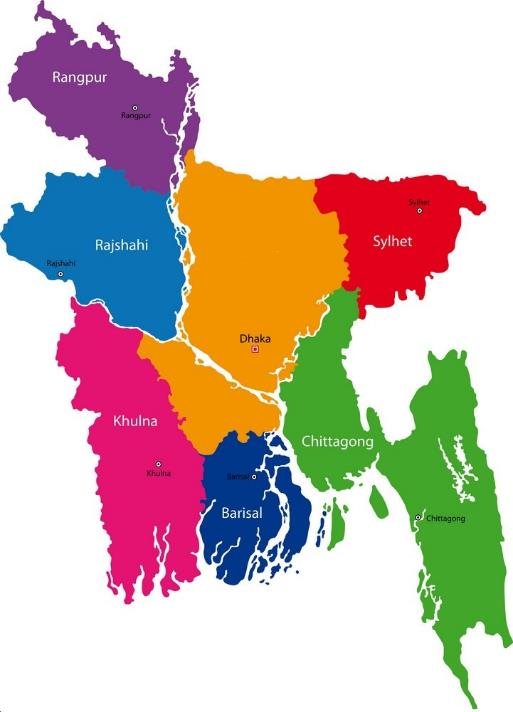 Rangpur
Rangpur
Sylhet
Sylhet
Rajshahi
Rajshahi
Dhaka
Khulna
Chittagong
Khulna
Barisal
Barisal
Chittagong